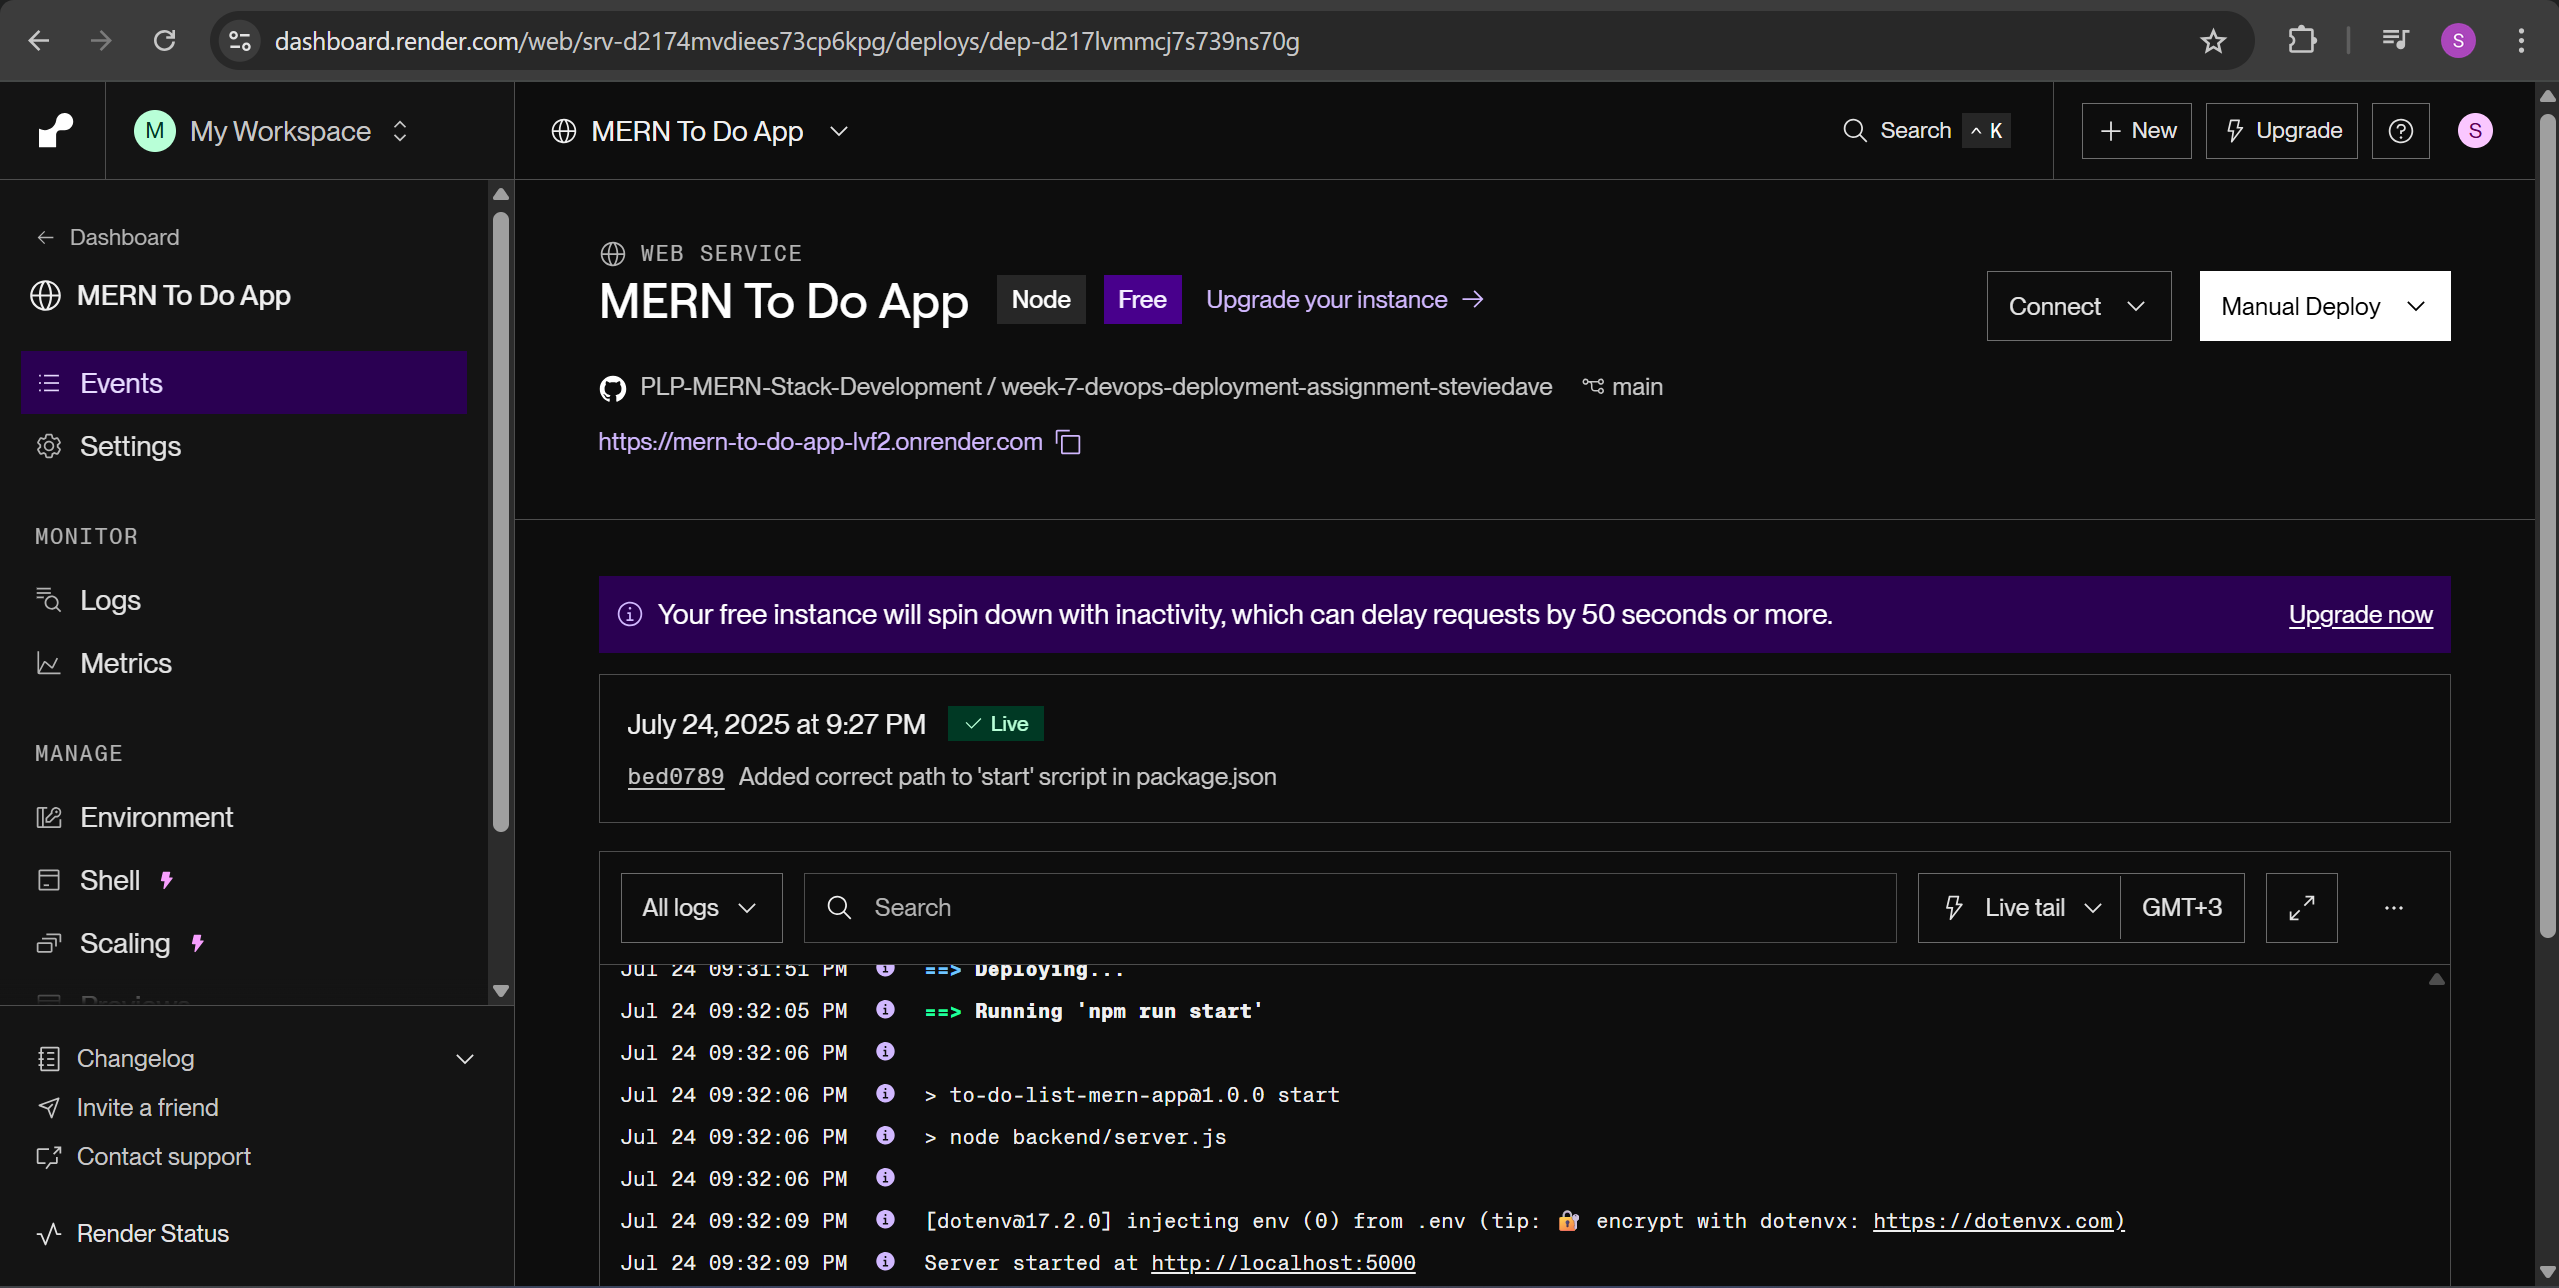 dashboard.render.com/web/srv-d2174mvdiees73cp6kpg/deploys/dep-d217lvmmcj7s739ns70g
S
M My Workspace
MERN To Do App
Search ^ K
+ New
Upgrade
S
← Dashboard
MERN To Do App
Events
Settings
MONITOR
Logs
Metrics
MANAGE
Environment
Shell
Scaling
Previews
Changelog
Invite a friend
Contact support
Render Status
WEB SERVICE
MERN To Do App Node Free Upgrade your instance →
Connect
Manual Deploy
PLP-MERN-Stack-Development / week-7-devops-deployment-assignment-steviedave main
https://mern-to-do-app-lvf2.onrender.com
Your free instance will spin down with inactivity, which can delay requests by 50 seconds or more. Upgrade now
July 24, 2025 at 9:27 PM ✓ Live
bed0789 Added correct path to 'start' srcript in package.json
All logs
Search
Live tail
GMT+3
...
Jul 24 09:31:51 PM ==> Deploying...
Jul 24 09:32:05 PM ==> Running 'npm run start'
Jul 24 09:32:06 PM
Jul 24 09:32:06 PM > to-do-list-mern-app@1.0.0 start
Jul 24 09:32:06 PM > node backend/server.js
Jul 24 09:32:06 PM
Jul 24 09:32:09 PM [dotenv@17.2.0] injecting env (0) from .env (tip: 🔐 encrypt with dotenvx: https://dotenvx.com)
Jul 24 09:32:09 PM Server started at http://localhost:5000